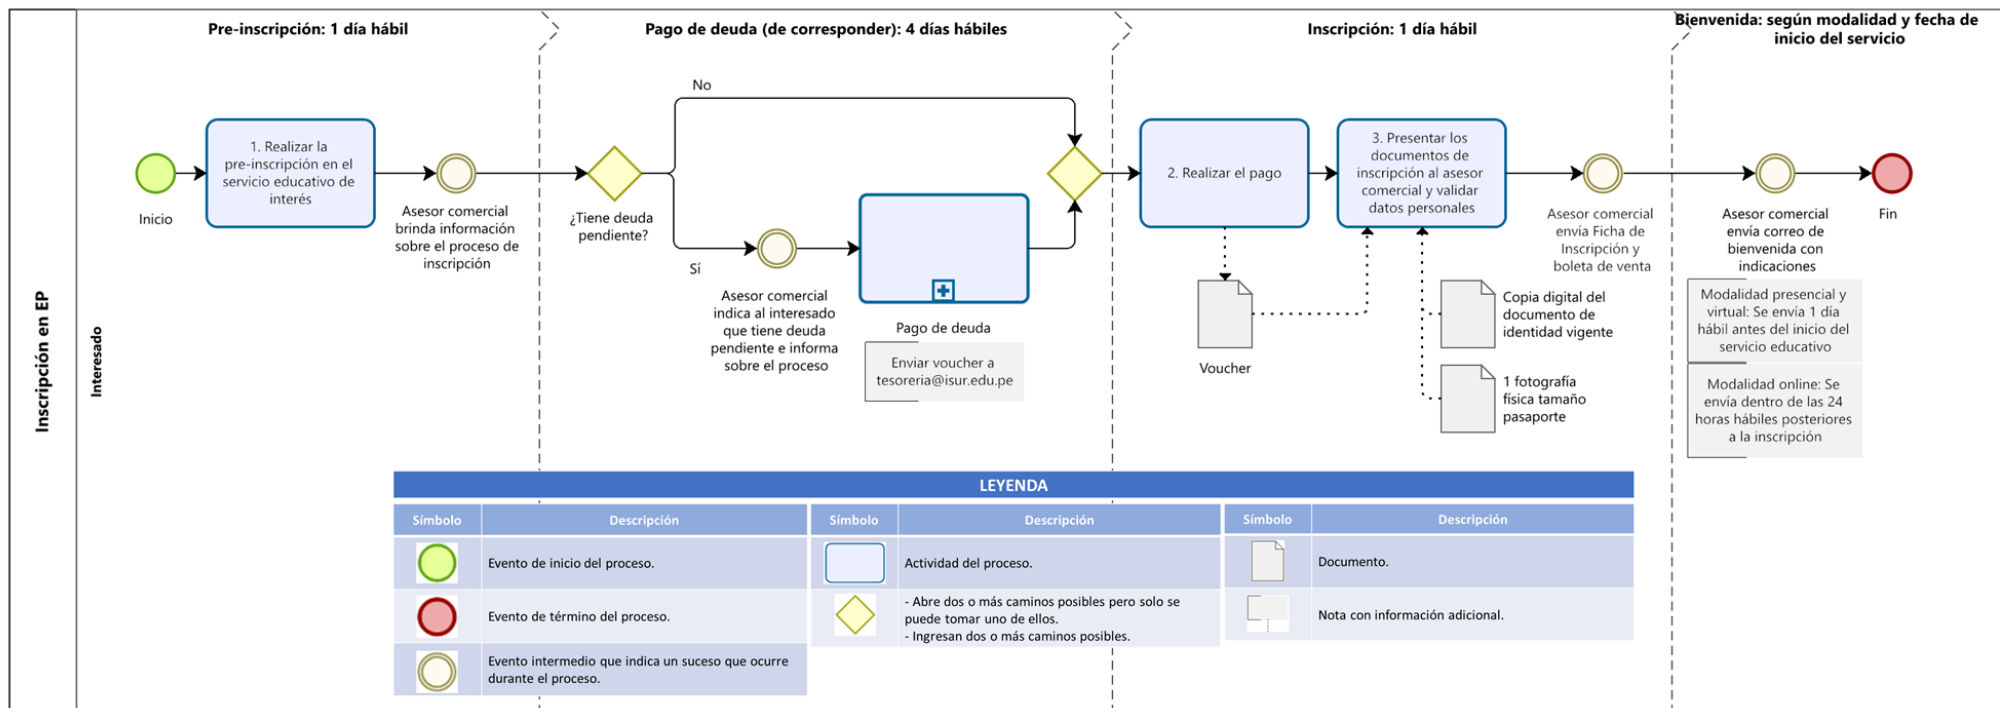 Pre-inscripción: 1 día hábil
Pago de deuda (de corresponder): 4 días hábiles
Inscripción: 1 día hábil
Bienvenida: según modalidad y fecha de
inicio del servicio
Inscripción en EP
Interesado
Inicio
1. Realizar la
pre-inscripción en el
servicio educativo de
interés
Asesor comercial
brinda información
sobre el proceso de
inscripción
¿Tiene deuda
pendiente?
No
Sí
Asesor comercial
indica al interesado
que tiene deuda
pendiente e informa
sobre el proceso
Pago de deuda
Enviar voucher a
tesoreria@isur.edu.pe
2. Realizar el pago
Voucher
3. Presentar los
documentos de
inscripción al asesor
comercial y validar
datos personales
Copia digital del
documento de
identidad vigente
1 fotografía
física tamaño
pasaporte
Asesor comercial
envía Ficha de
Inscripción y
boleta de venta
Asesor comercial
envía correo de
bienvenida con
indicaciones
Modalidad presencial y
virtual: Se envía 1 día
hábil antes del inicio del
servicio educativo
Modalidad online: Se
envía dentro de las 24
horas hábiles posteriores
a la inscripción
Fin
LEYENDA
Símbolo
Descripción
Evento de inicio del proceso.
Evento de término del proceso.
Evento intermedio que indica un suceso que ocurre
durante el proceso.
Símbolo
Descripción
Actividad del proceso.
- Abre dos o más caminos posibles pero solo se
puede tomar uno de ellos.
- Ingresan dos o más caminos posibles.
Símbolo
Descripción
Documento.
Nota con información adicional.